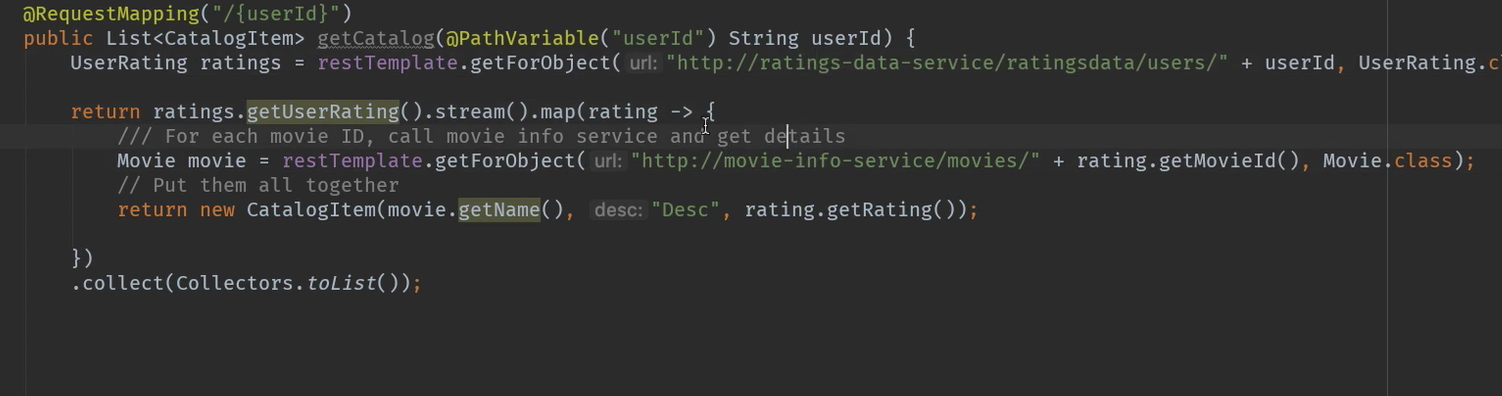 @RequestMapping("/{userId}")
public List<CatalogItem> getCatalog(@PathVariable("userId") String userId) {
UserRating ratings = restTemplate.getForObject( url: "http://ratings-data-service/ratingsdata/users/" + userId, UserRating.c
return ratings.getUserRating().stream().map(rating -> {
/// For each movie ID, call movie info service and get details
Movie movie = restTemplate.getForObject( url: "http://movie-info-service/movies/" + rating.getMovieId(), Movie.class);
// Put them all together
return new CatalogItem(movie.getName(), desc: "Desc", rating.getRating());
})
.collect(Collectors.toList());